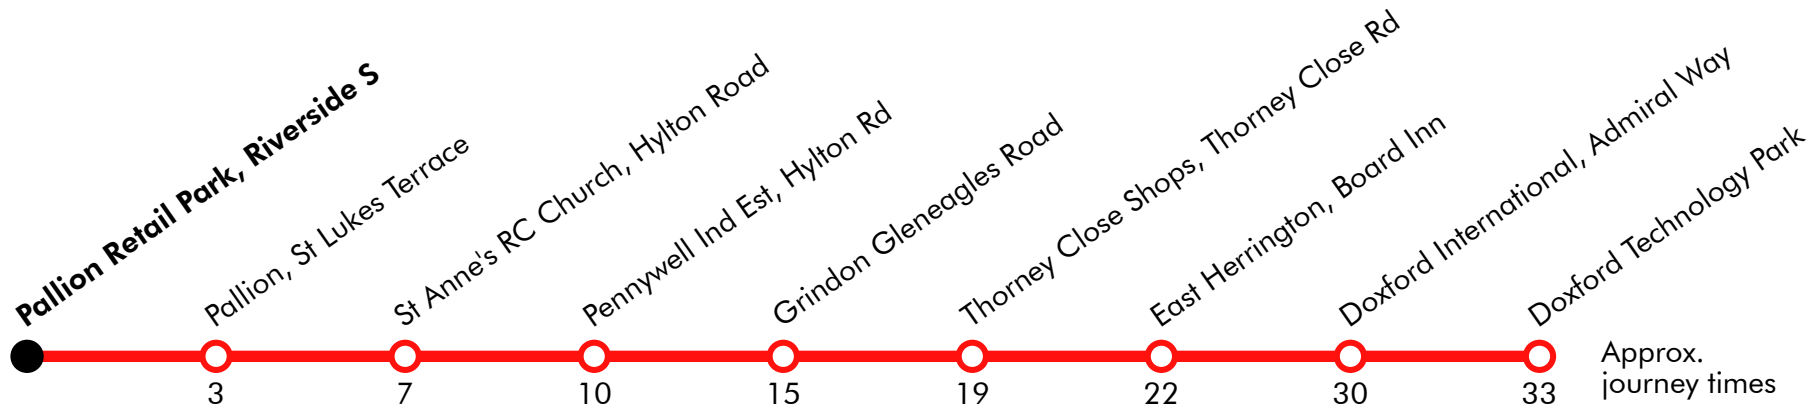 Pallion Retail Park, Riverside S
Pallion, St Lukes Terrace
St Anne's RC Church, Hylton Road
Pennywell Ind Est, Hylton Rd
Grindon Gleneagles Road
Thorney Close Shops, Thorney Close Rd
East Herrington, Board Inn
Doxford International, Admiral Way
Doxford Technology Park
3
7
10
15
19
22
30
33
Approx.
journey times